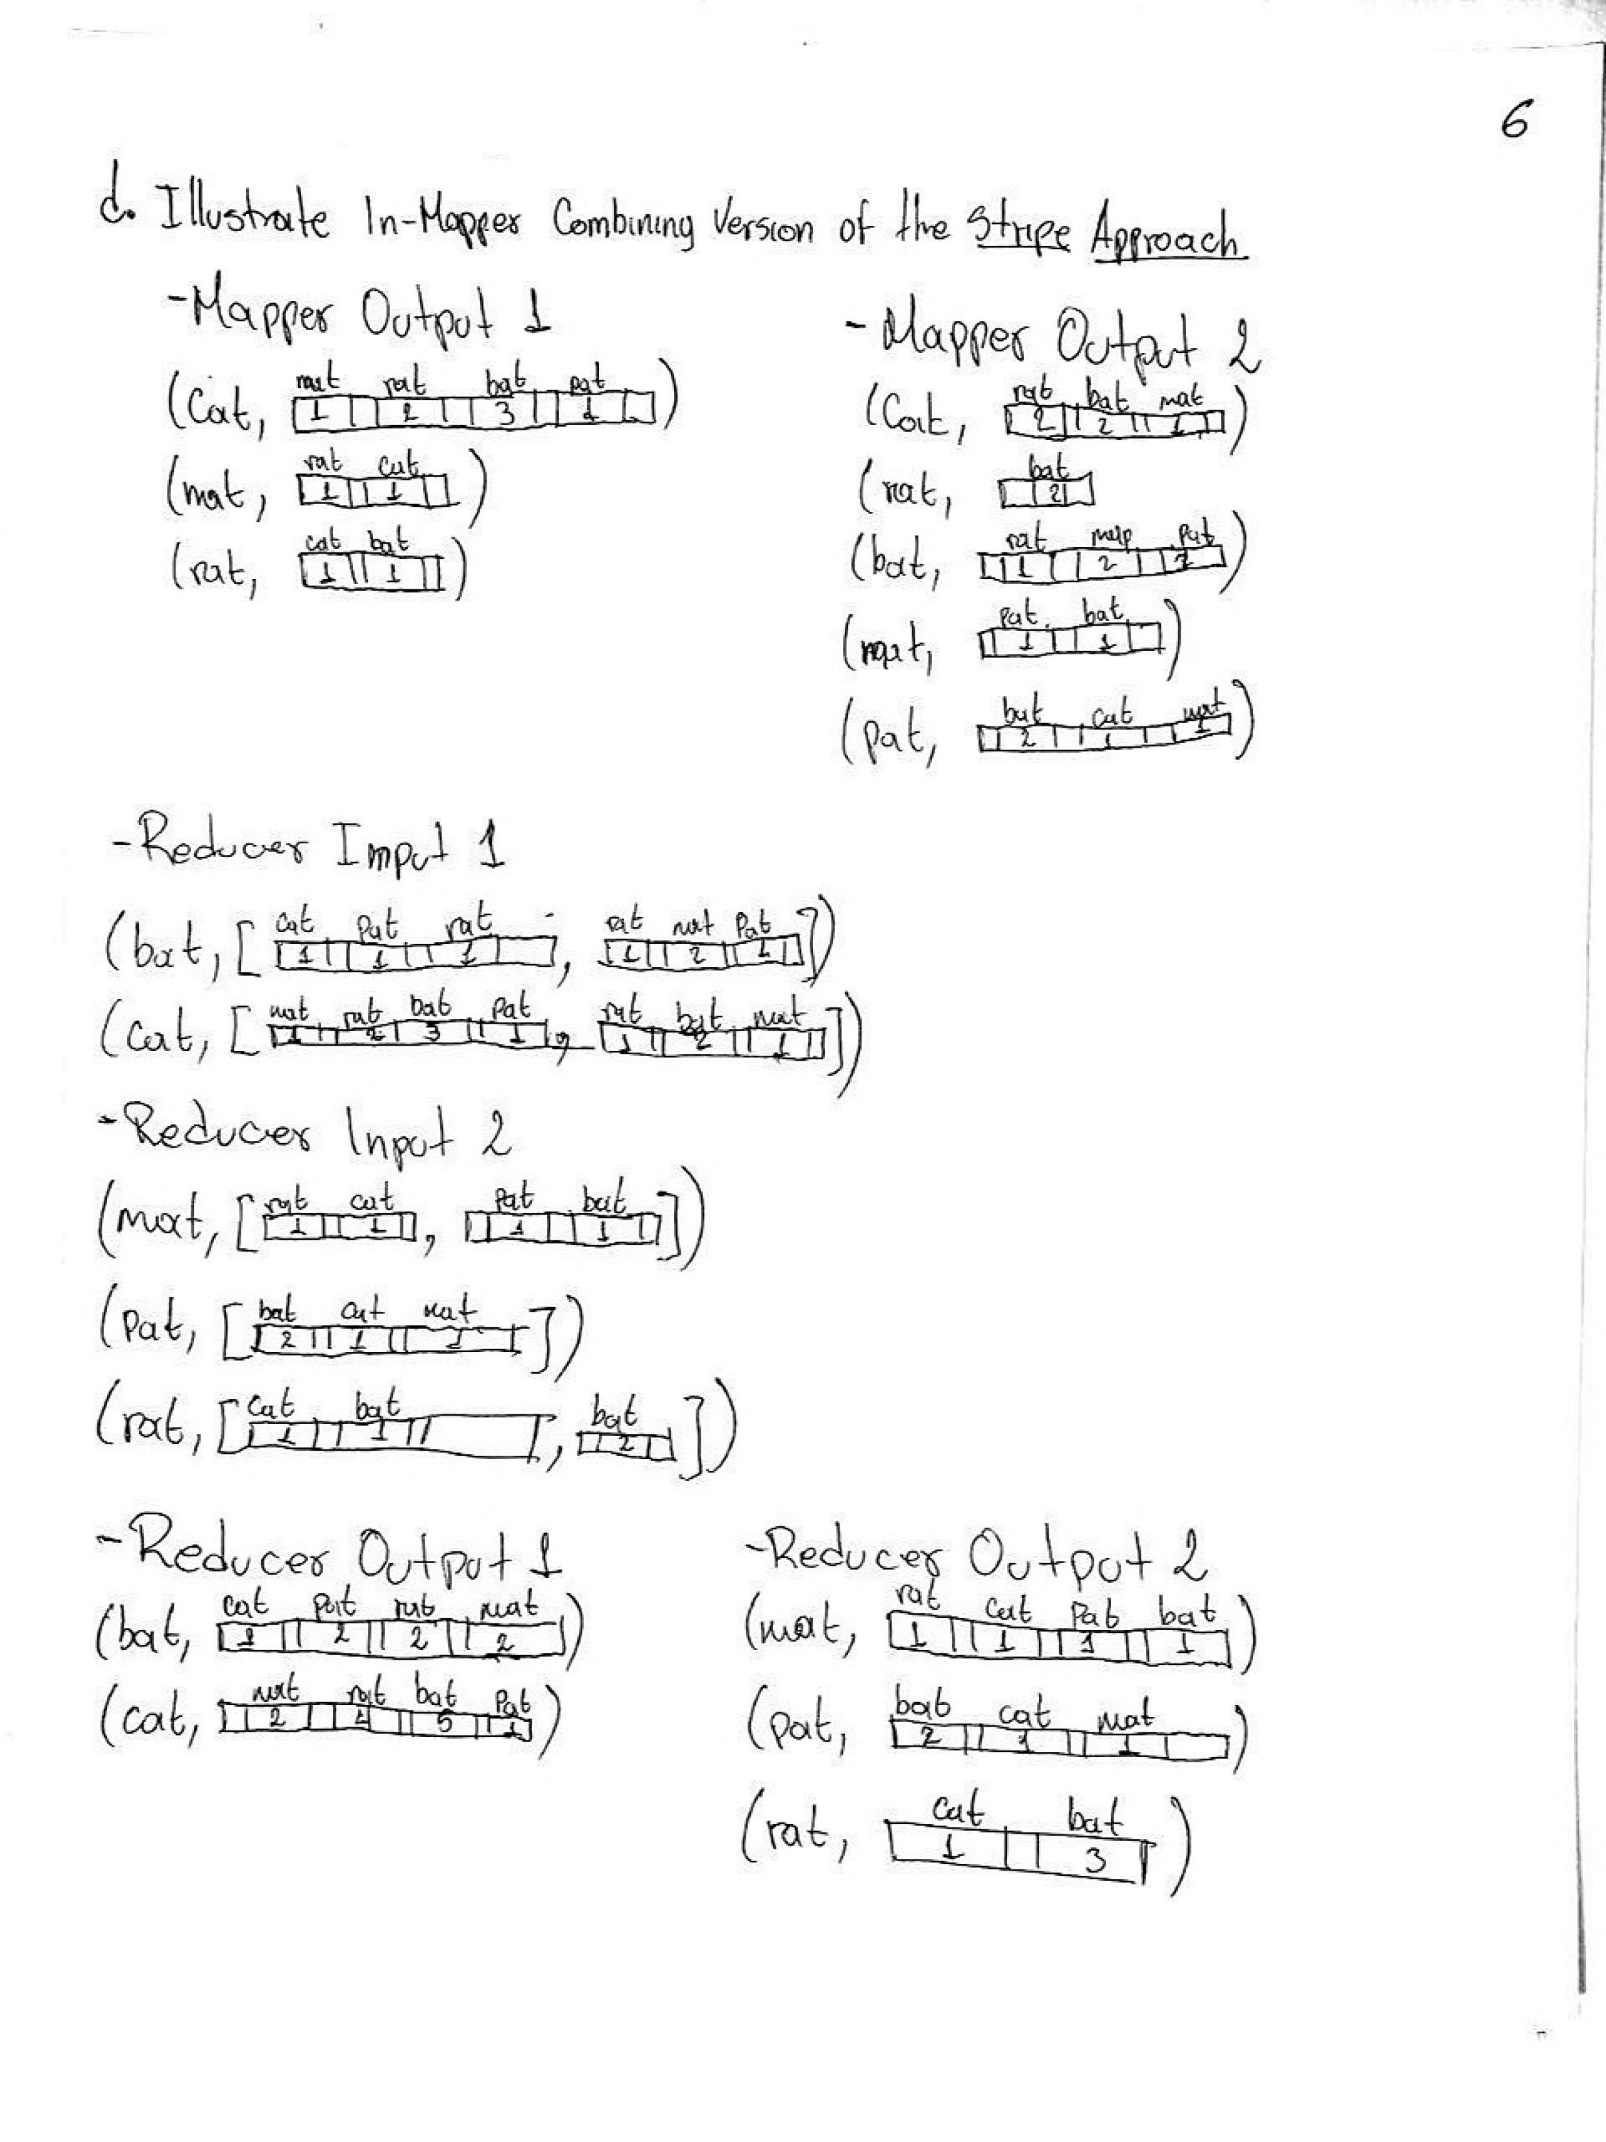 6
d. Illustrate In-Mapper Combining Version of the Stripe Approach
-Mapper Output 1
mat rat bat pat
(Cat, 1 2 3 1)
rat cat
(mat, 1 1)
cat bat
(rat, 1 1)
-Mapper Output 2
rat bat mat
(Cat, 2 2 1)
bat
(rat, 2
rat pat
(bat, 1 2)
pat bat
(mat, 1 1)
bat cat mat
(pat, 2 1 1)
-Reducer Input 1
cat pat rat rat mat Pat
(bat, [1 1 1, 1 2 1])
mat rat bat pat rat bat mat
(cat, [1 2 3 1, 1 2 1])
-Reducer Input 2
rat cat pat bat
(mat, [1 1, 1 1])
bat cat mat
(pat, [2 1 1])
cat bat bat
(rat, [1 1, 2])
-Reducer Output 1
cat pat rat mat
(bat, 1 2 2 2)
mat rat bat pat
(cat, 2 5 1)
-Reducer Output 2
rat cat pat bat
(mat, 1 1 1 1)
bat cat mat
(pat, 2 1 1)
cat bat
(rat, 1 3)